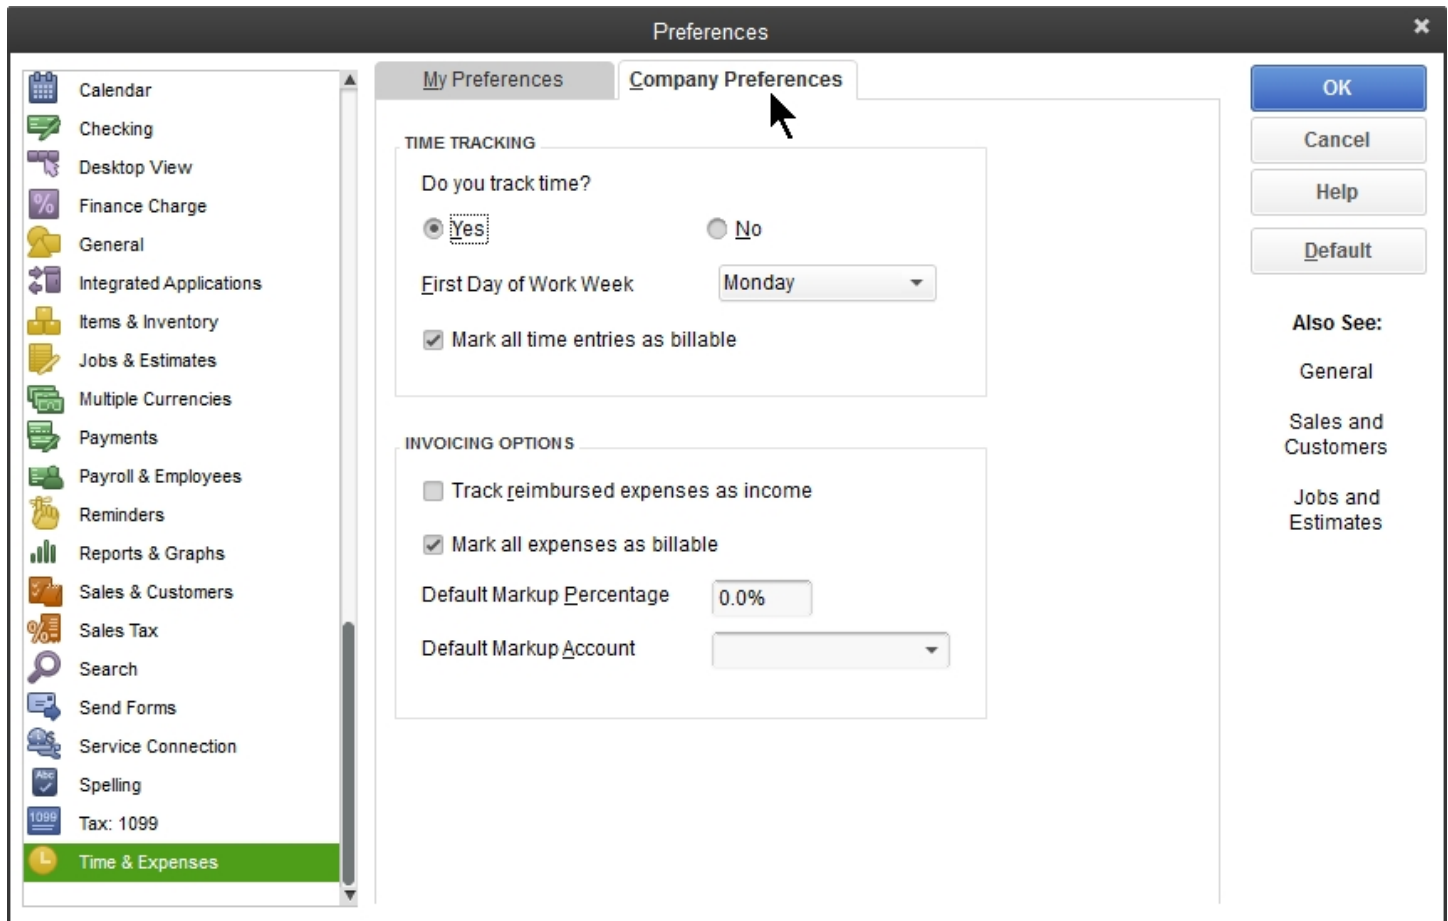 Preferences
Calendar
Checking
Desktop View
Finance Charge
General
Integrated Applications
Items & Inventory
Jobs & Estimates
Multiple Currencies
Payments
Payroll & Employees
Reminders
Reports & Graphs
Sales & Customers
Sales Tax
Search
Send Forms
Service Connection
Abc
Spelling
1099
Tax: 1099
Time & Expenses
My Preferences
Company Preferences
TIME TRACKING
Do you track time?
Yes
No
First Day of Work Week
Monday
Mark all time entries as billable
INVOICING OPTIONS
Track reimbursed expenses as income
Mark all expenses as billable
Default Markup Percentage
0.0%
Default Markup Account
OK
Cancel
Help
Default
Also See:
General
Sales and
Customers
Jobs and
Estimates